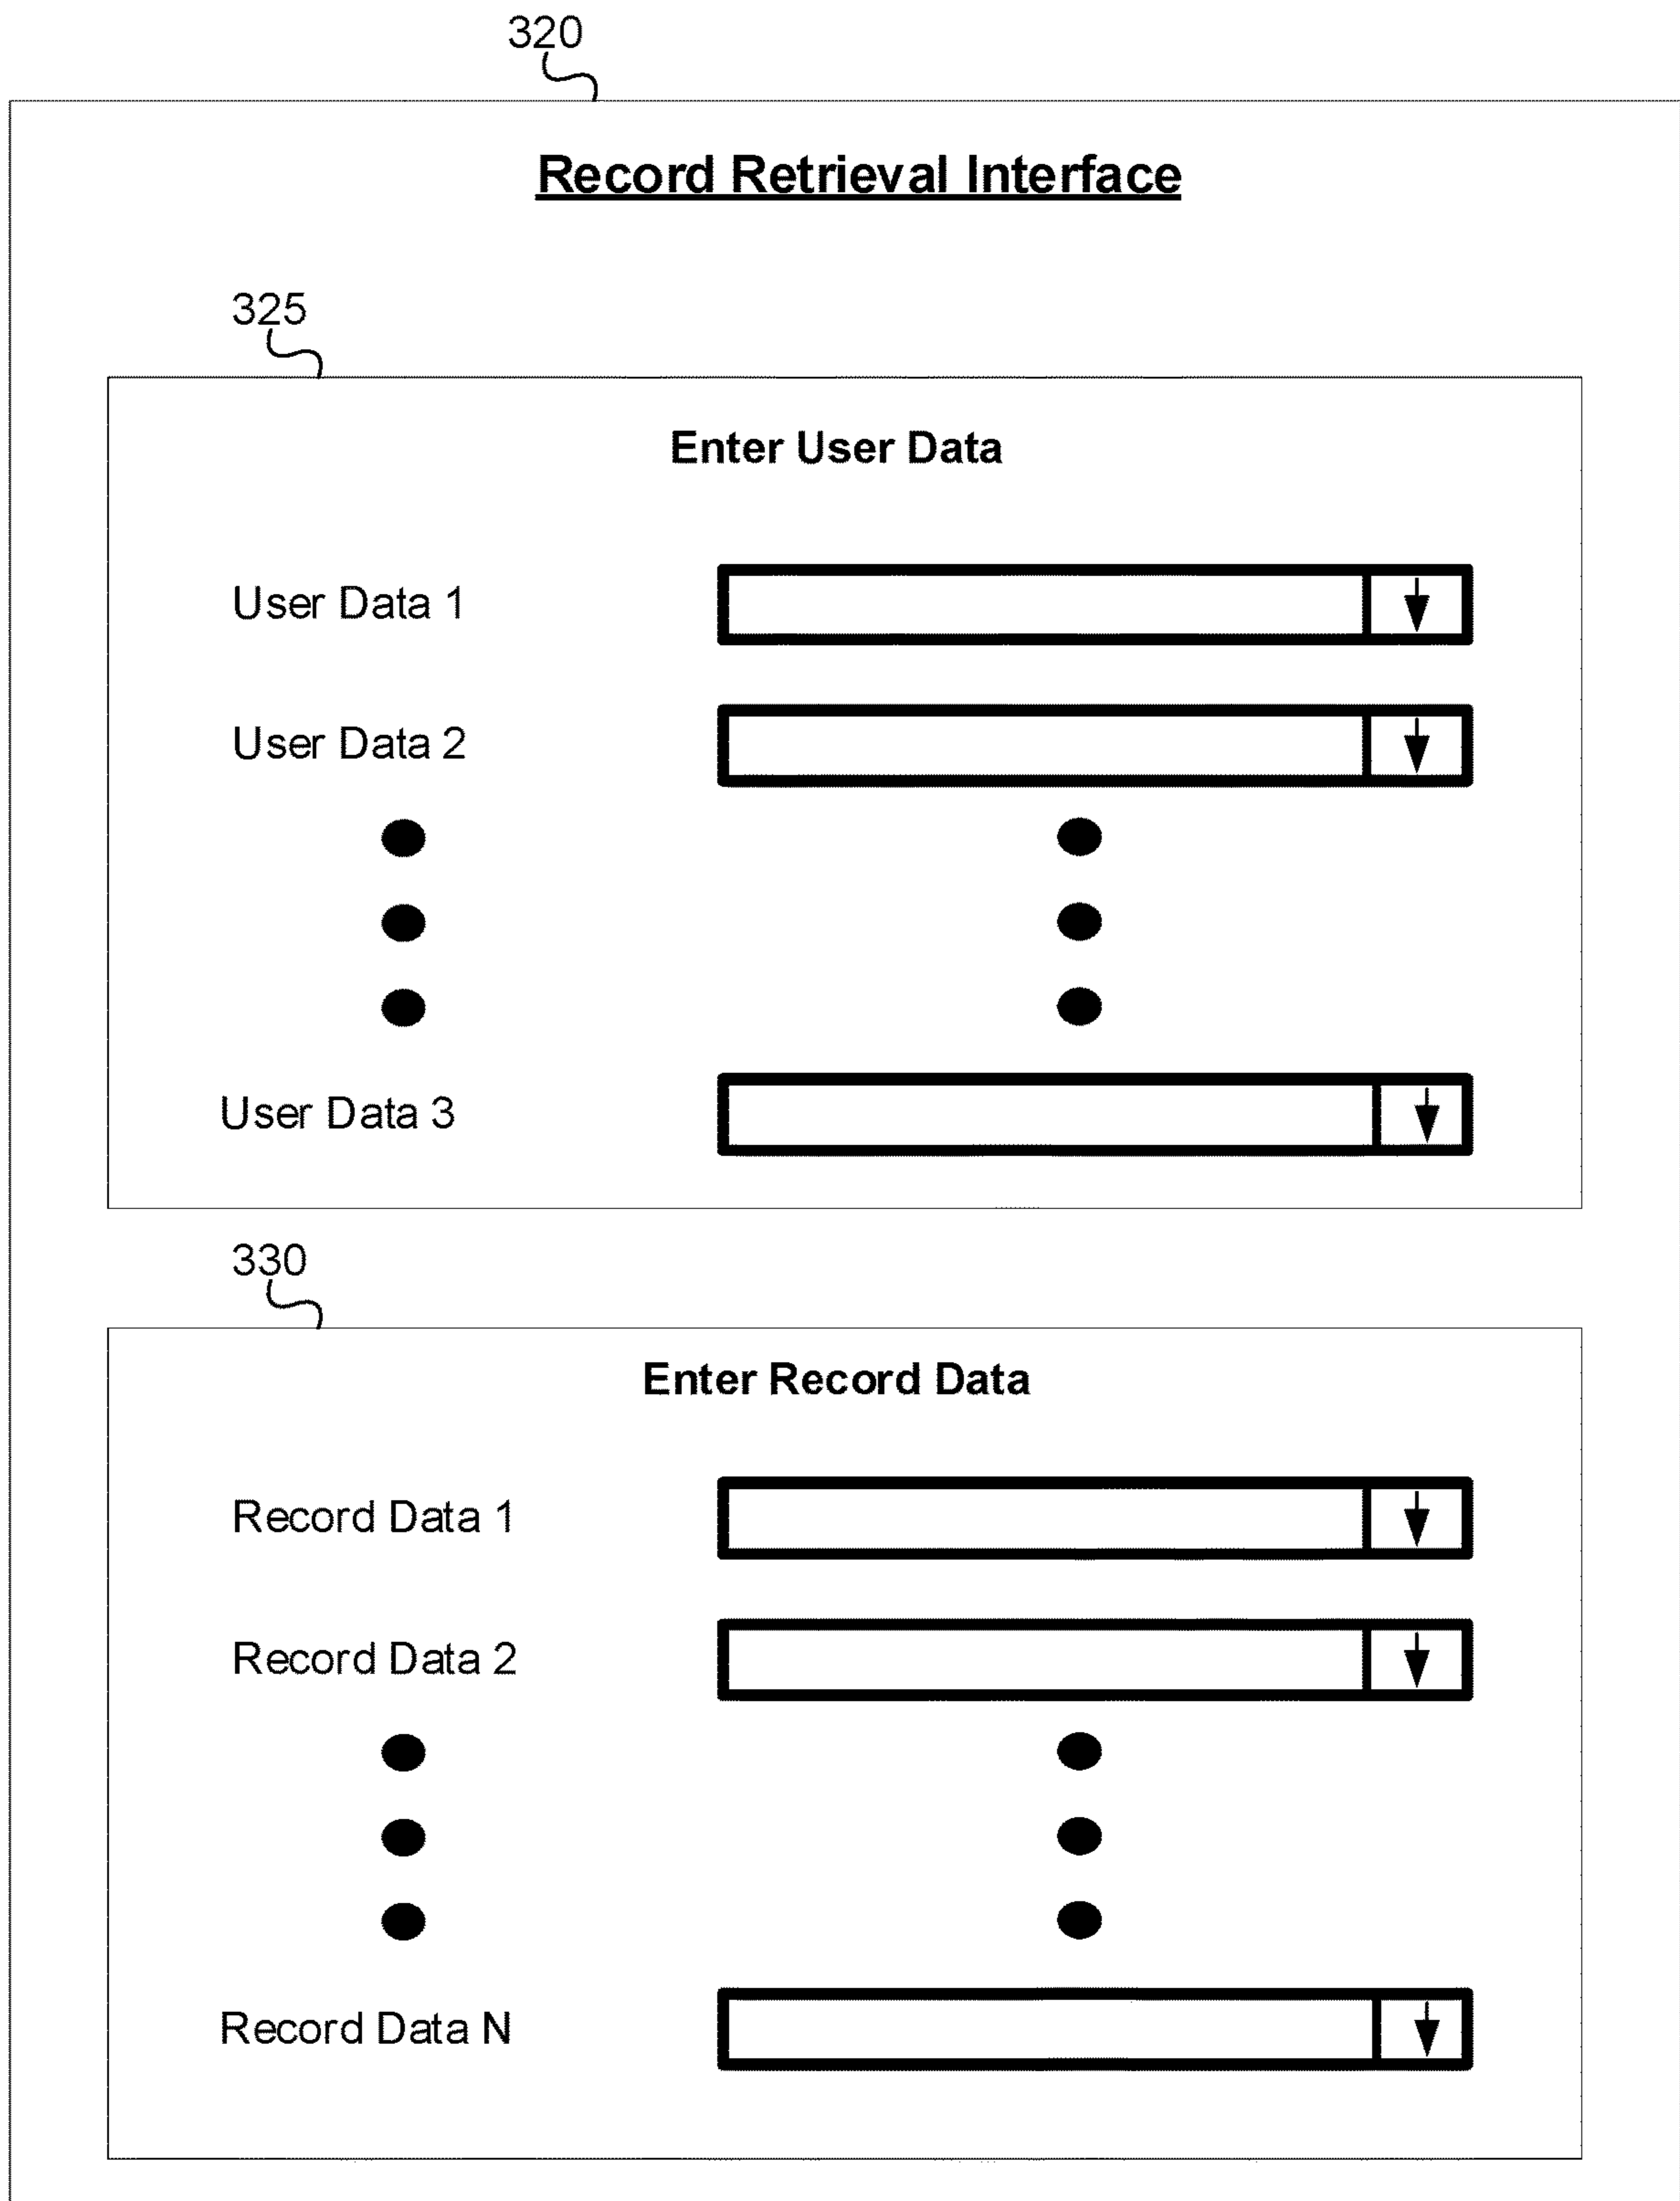 320
Record Retrieval Interface
325
Enter User Data
User Data 1
User Data 2
User Data 3
330
Enter Record Data
Record Data 1
Record Data 2
Record Data N